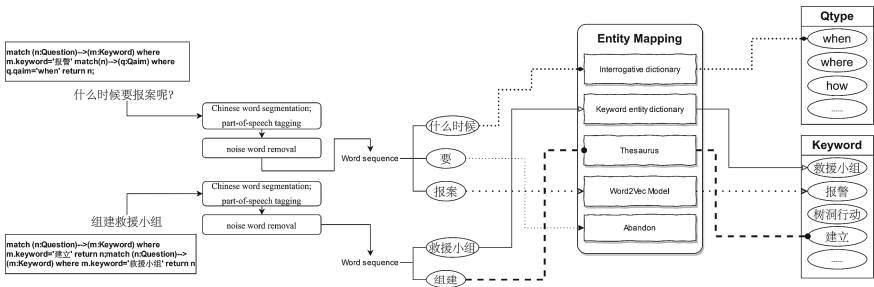 match (n:Question)-->(m:Keyword) where
m.keyword='报警' match(n)-->(q:Qaim) where
q.qaim='when' return n;
什么时候要报案呢?
Chinese word segmentation;
part-of-speech tagging
noise word removal
Word sequence
什么时候
要
报案
Chinese word segmentation;
part-of-speech tagging
组建救援小组
noise word removal
match (n:Question)-->(m:Keyword) where
m.keyword='建立' return n;match (n:Question)-->
(m:Keyword) where m.keyword='救援小组' return n
Word sequence
救援小组
组建
Entity Mapping
Interrogative dictionary
Keyword entity dictionary
Thesaurus
Word2Vec Model
Abandon
Qtype
when
where
how
......
Keyword
救援小组
报警
树洞行动
建立
......